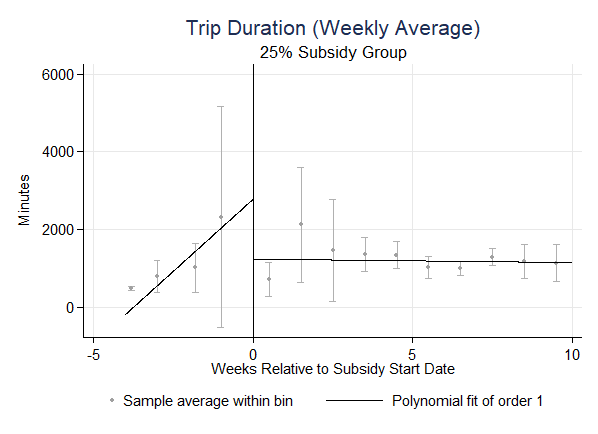 Trip Duration (Weekly Average)
25% Subsidy Group
6000
4000
2000
0
Minutes
-5 0 5 10
Weeks Relative to Subsidy Start Date
Sample average within bin Polynomial fit of order 1